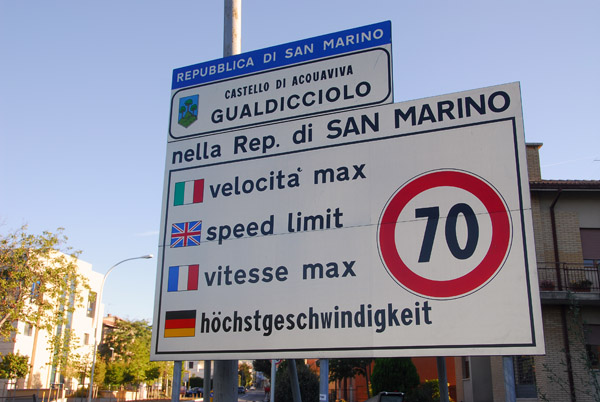 REPUBBLICA DI SAN MARINO
CASTELLO DI ACQUAVIVA
GUALDICCIOLO
nella Rep. di SAN MARINO
velocita' max
speed limit
vitesse max
höchstgeschwindigkeit
70